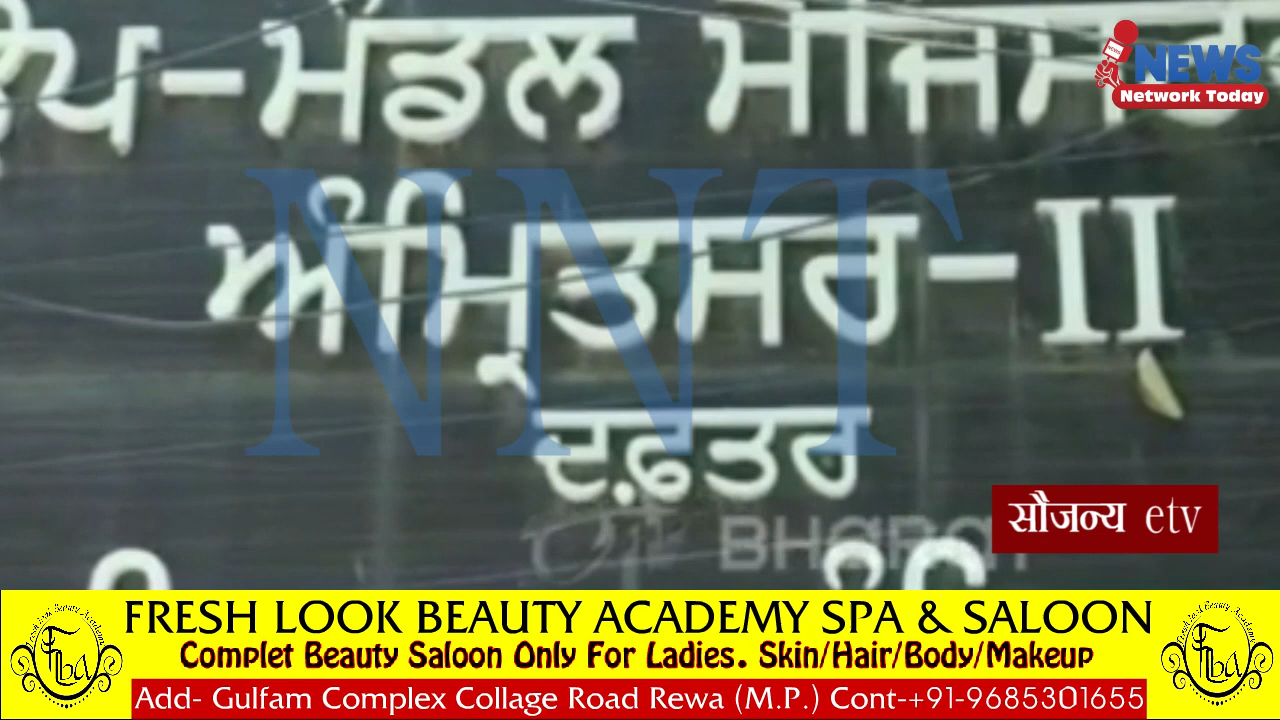 ਉਪ-ਮੰਡਲ ਮੈਜਿਸਟ
NEWS
Network Today
ਅੰਮ੍ਰਿਤਸਰ-II
NNT
ਦਫ਼ਤਰ
सौजन्य etv
BHARAT
FRESH LOOK BEAUTY ACADEMY SPA & SALOON
Complet Beauty Saloon Only For Ladies. Skin/Hair/Body/Makeup
Add- Gulfam Complex Collage Road Rewa (M.P.) Cont-+91-9685301655